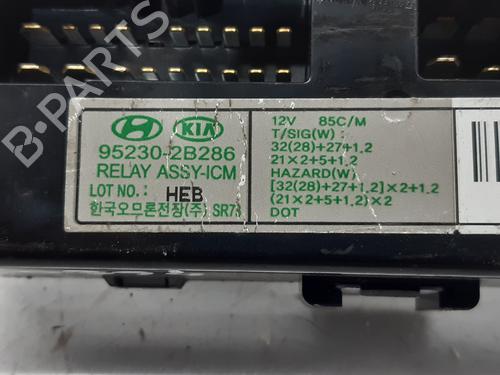 B-PARTS
KIA
95230-2B286
RELAY ASSY-ICM
LOT NO.: HEB
한국오므론전장(주) SR73
12V 85C/M
T/SIG(W) :
32(28)+27+1.2
21×2+5+1.2
HAZARD(W)
[32(28)+27+1.2]×2+1.2
(21×2+5+1.2)×2
DOT